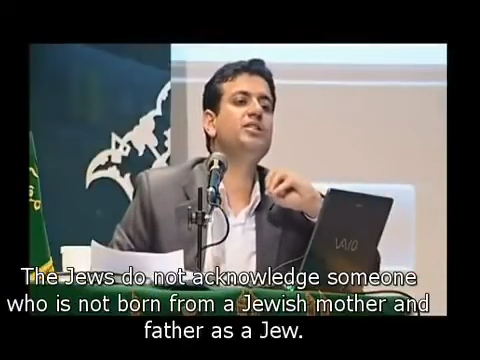 VAIO
The Jews do not acknowledge someone
who is not born from a Jewish mother and
father as a Jew.